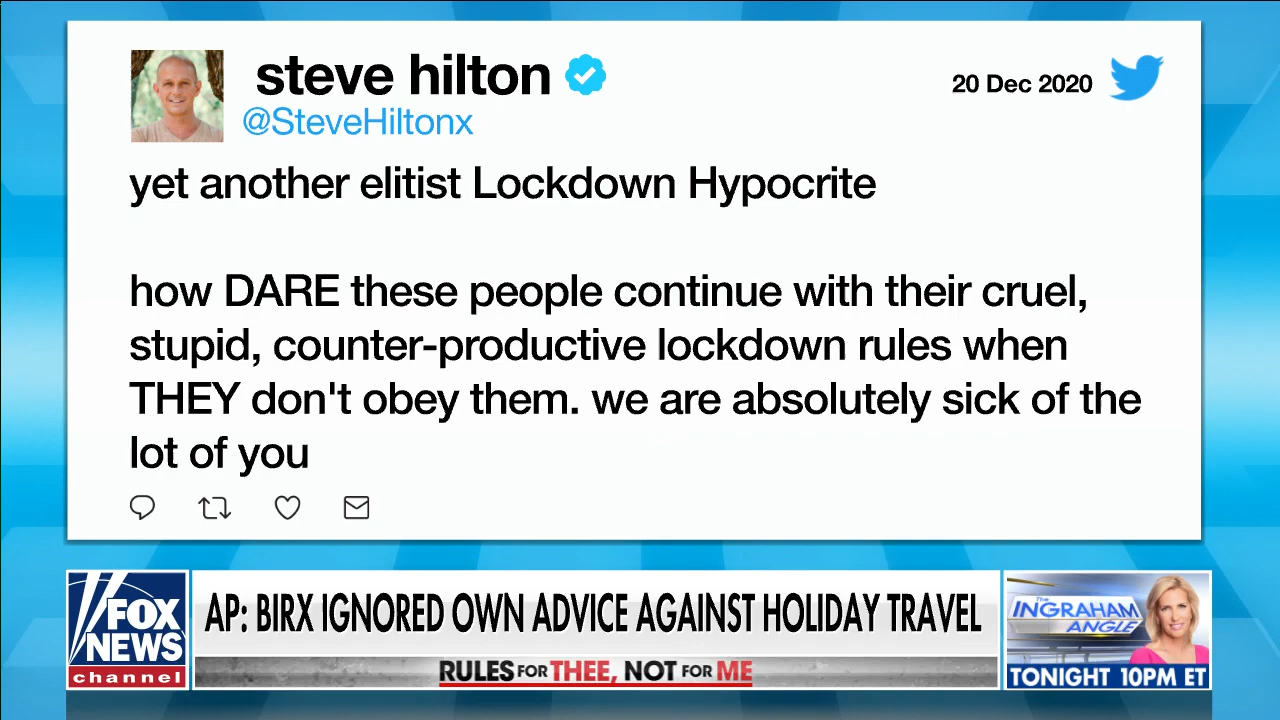 steve hilton
20 Dec 2020
@SteveHiltonx
yet another elitist Lockdown Hypocrite
how DARE these people continue with their cruel,
stupid, counter-productive lockdown rules when
THEY don't obey them. we are absolutely sick of the
lot of you
FOX
NEWS
channel
AP: BIRX IGNORED OWN ADVICE AGAINST HOLIDAY TRAVEL
RULES FOR THEE, NOT FOR ME
The
INGRAHAM
ANGLE
TONIGHT 10PM ET